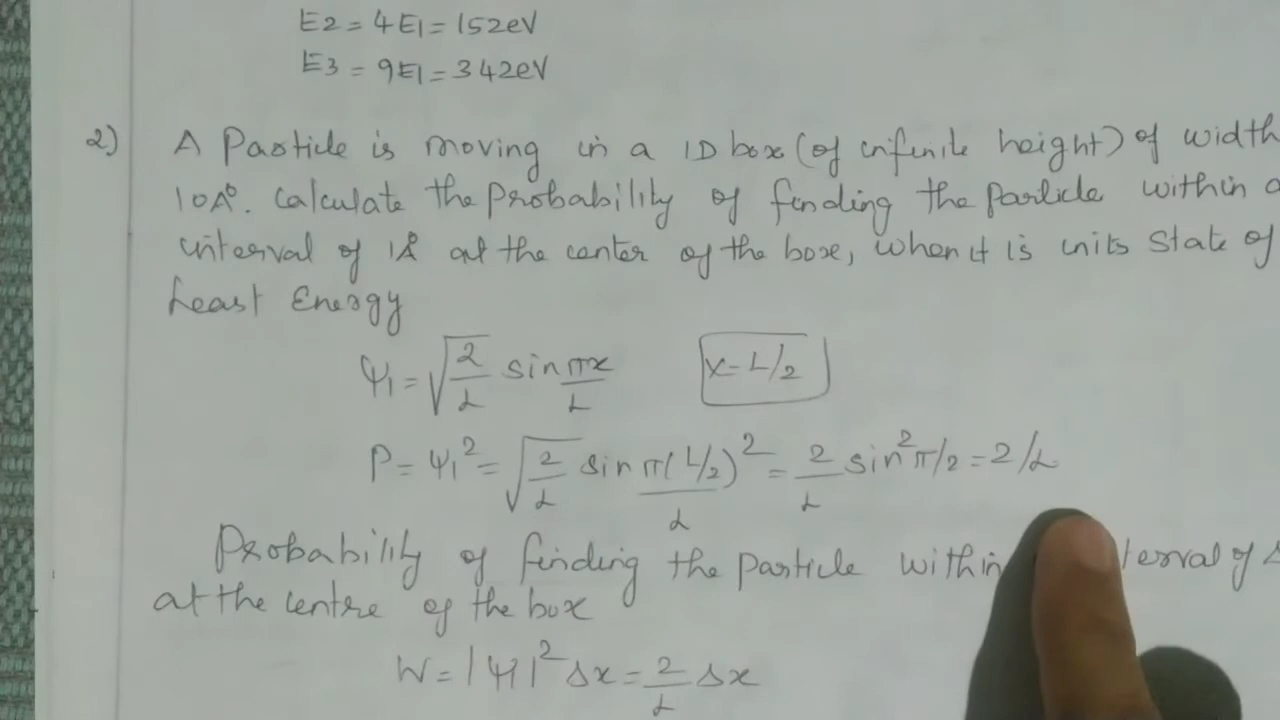 E2 = 4E1 = 152eV
E3 = 9E1 = 342eV
2) A Particle is moving in a 1D box (of infinite height) of width
10A°. Calculate the Probability of finding the Particle within a
interval of 1Å at the center of the box, when it is in its State of
Least Energy
ψ1 = √2/L sin πx/L x = L/2
P = ψ1² = √2/L sin π(L/2)/L)² = 2/L sin² π/2 = 2/L
Probability of finding the Particle within terval of Δ
at the centre of the box
W = |ψ|² Δx = 2/L Δx